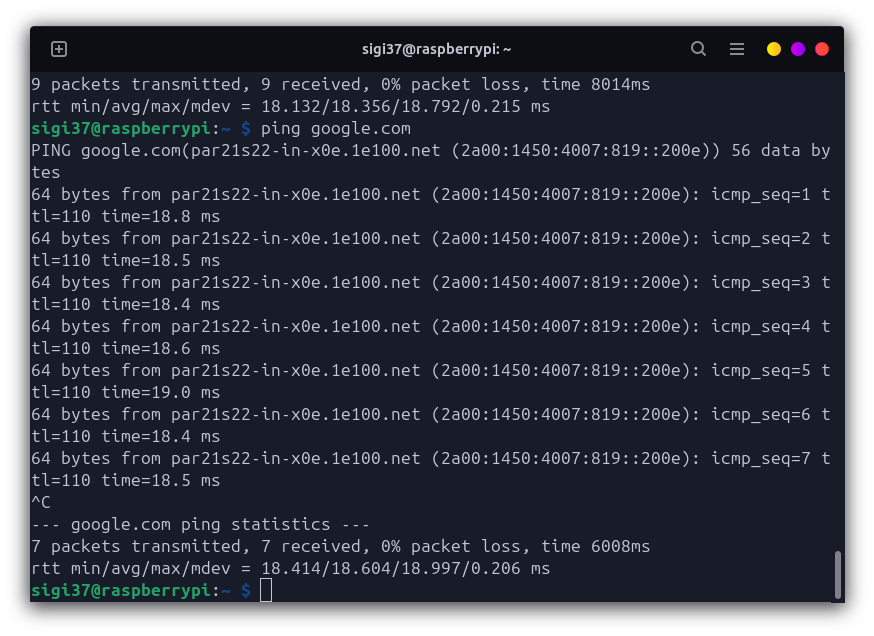 sigi37@raspberrypi: ~
9 packets transmitted, 9 received, 0% packet loss, time 8014ms
rtt min/avg/max/mdev = 18.132/18.356/18.792/0.215 ms
sigi37@raspberrypi:~ $ ping google.com
PING google.com(par21s22-in-x0e.1e100.net (2a00:1450:4007:819::200e)) 56 data by
tes
64 bytes from par21s22-in-x0e.1e100.net (2a00:1450:4007:819::200e): icmp_seq=1 t
tl=110 time=18.8 ms
64 bytes from par21s22-in-x0e.1e100.net (2a00:1450:4007:819::200e): icmp_seq=2 t
tl=110 time=18.5 ms
64 bytes from par21s22-in-x0e.1e100.net (2a00:1450:4007:819::200e): icmp_seq=3 t
tl=110 time=18.4 ms
64 bytes from par21s22-in-x0e.1e100.net (2a00:1450:4007:819::200e): icmp_seq=4 t
tl=110 time=18.6 ms
64 bytes from par21s22-in-x0e.1e100.net (2a00:1450:4007:819::200e): icmp_seq=5 t
tl=110 time=19.0 ms
64 bytes from par21s22-in-x0e.1e100.net (2a00:1450:4007:819::200e): icmp_seq=6 t
tl=110 time=18.4 ms
64 bytes from par21s22-in-x0e.1e100.net (2a00:1450:4007:819::200e): icmp_seq=7 t
tl=110 time=18.5 ms
^C
--- google.com ping statistics ---
7 packets transmitted, 7 received, 0% packet loss, time 6008ms
rtt min/avg/max/mdev = 18.414/18.604/18.997/0.206 ms
sigi37@raspberrypi:~ $